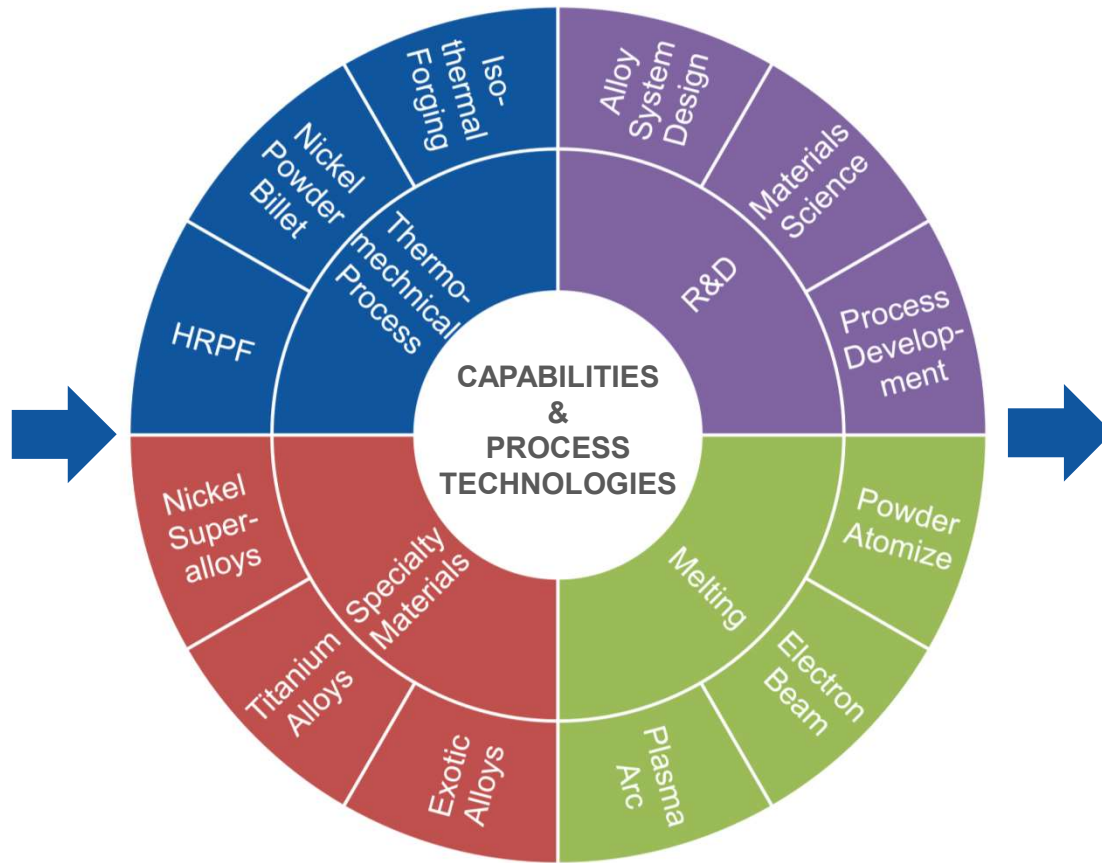 Iso-
thermal
Forging
Alloy
System
Design
Nickel
Powder
Billet
Materials
Science
Thermo-
mechnical
Process
R&D
HRPF
Process
Develop-
ment
CAPABILITIES
&
PROCESS
TECHNOLOGIES
Nickel
Super-
alloys
Specialty
Materials
Melting
Powder
Atomize
Titanium
Alloys
Electron
Beam
Exotic
Alloys
Plasma
Arc